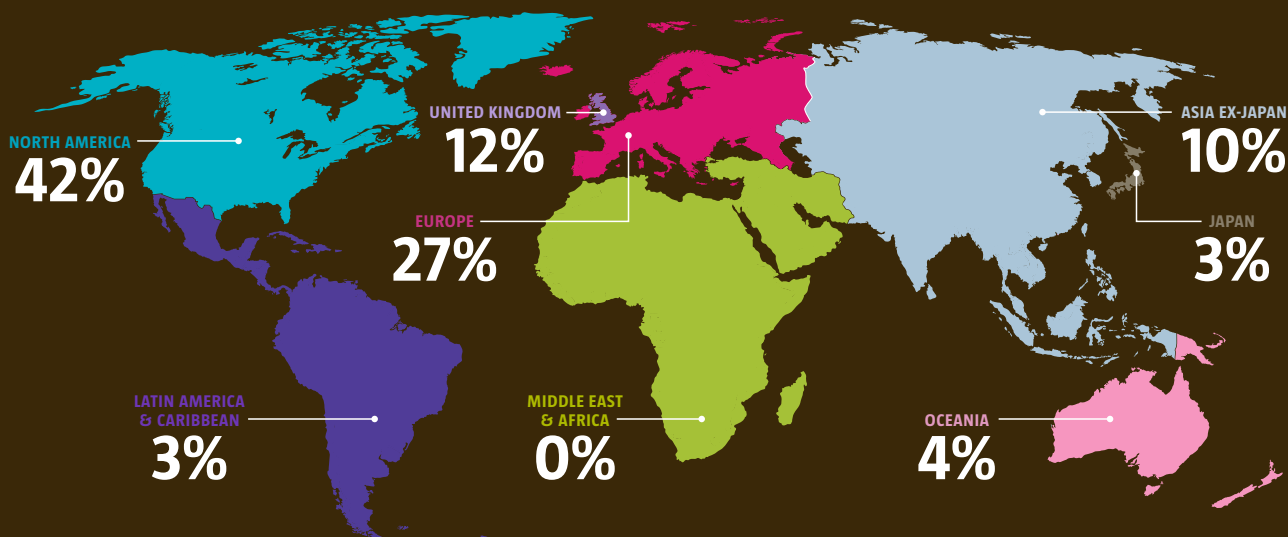 NORTH AMERICA
42%
UNITED KINGDOM
12%
EUROPE
27%
ASIA EX-JAPAN
10%
JAPAN
3%
LATIN AMERICA
& CARIBBEAN
3%
MIDDLE EAST
& AFRICA
0%
OCEANIA
4%